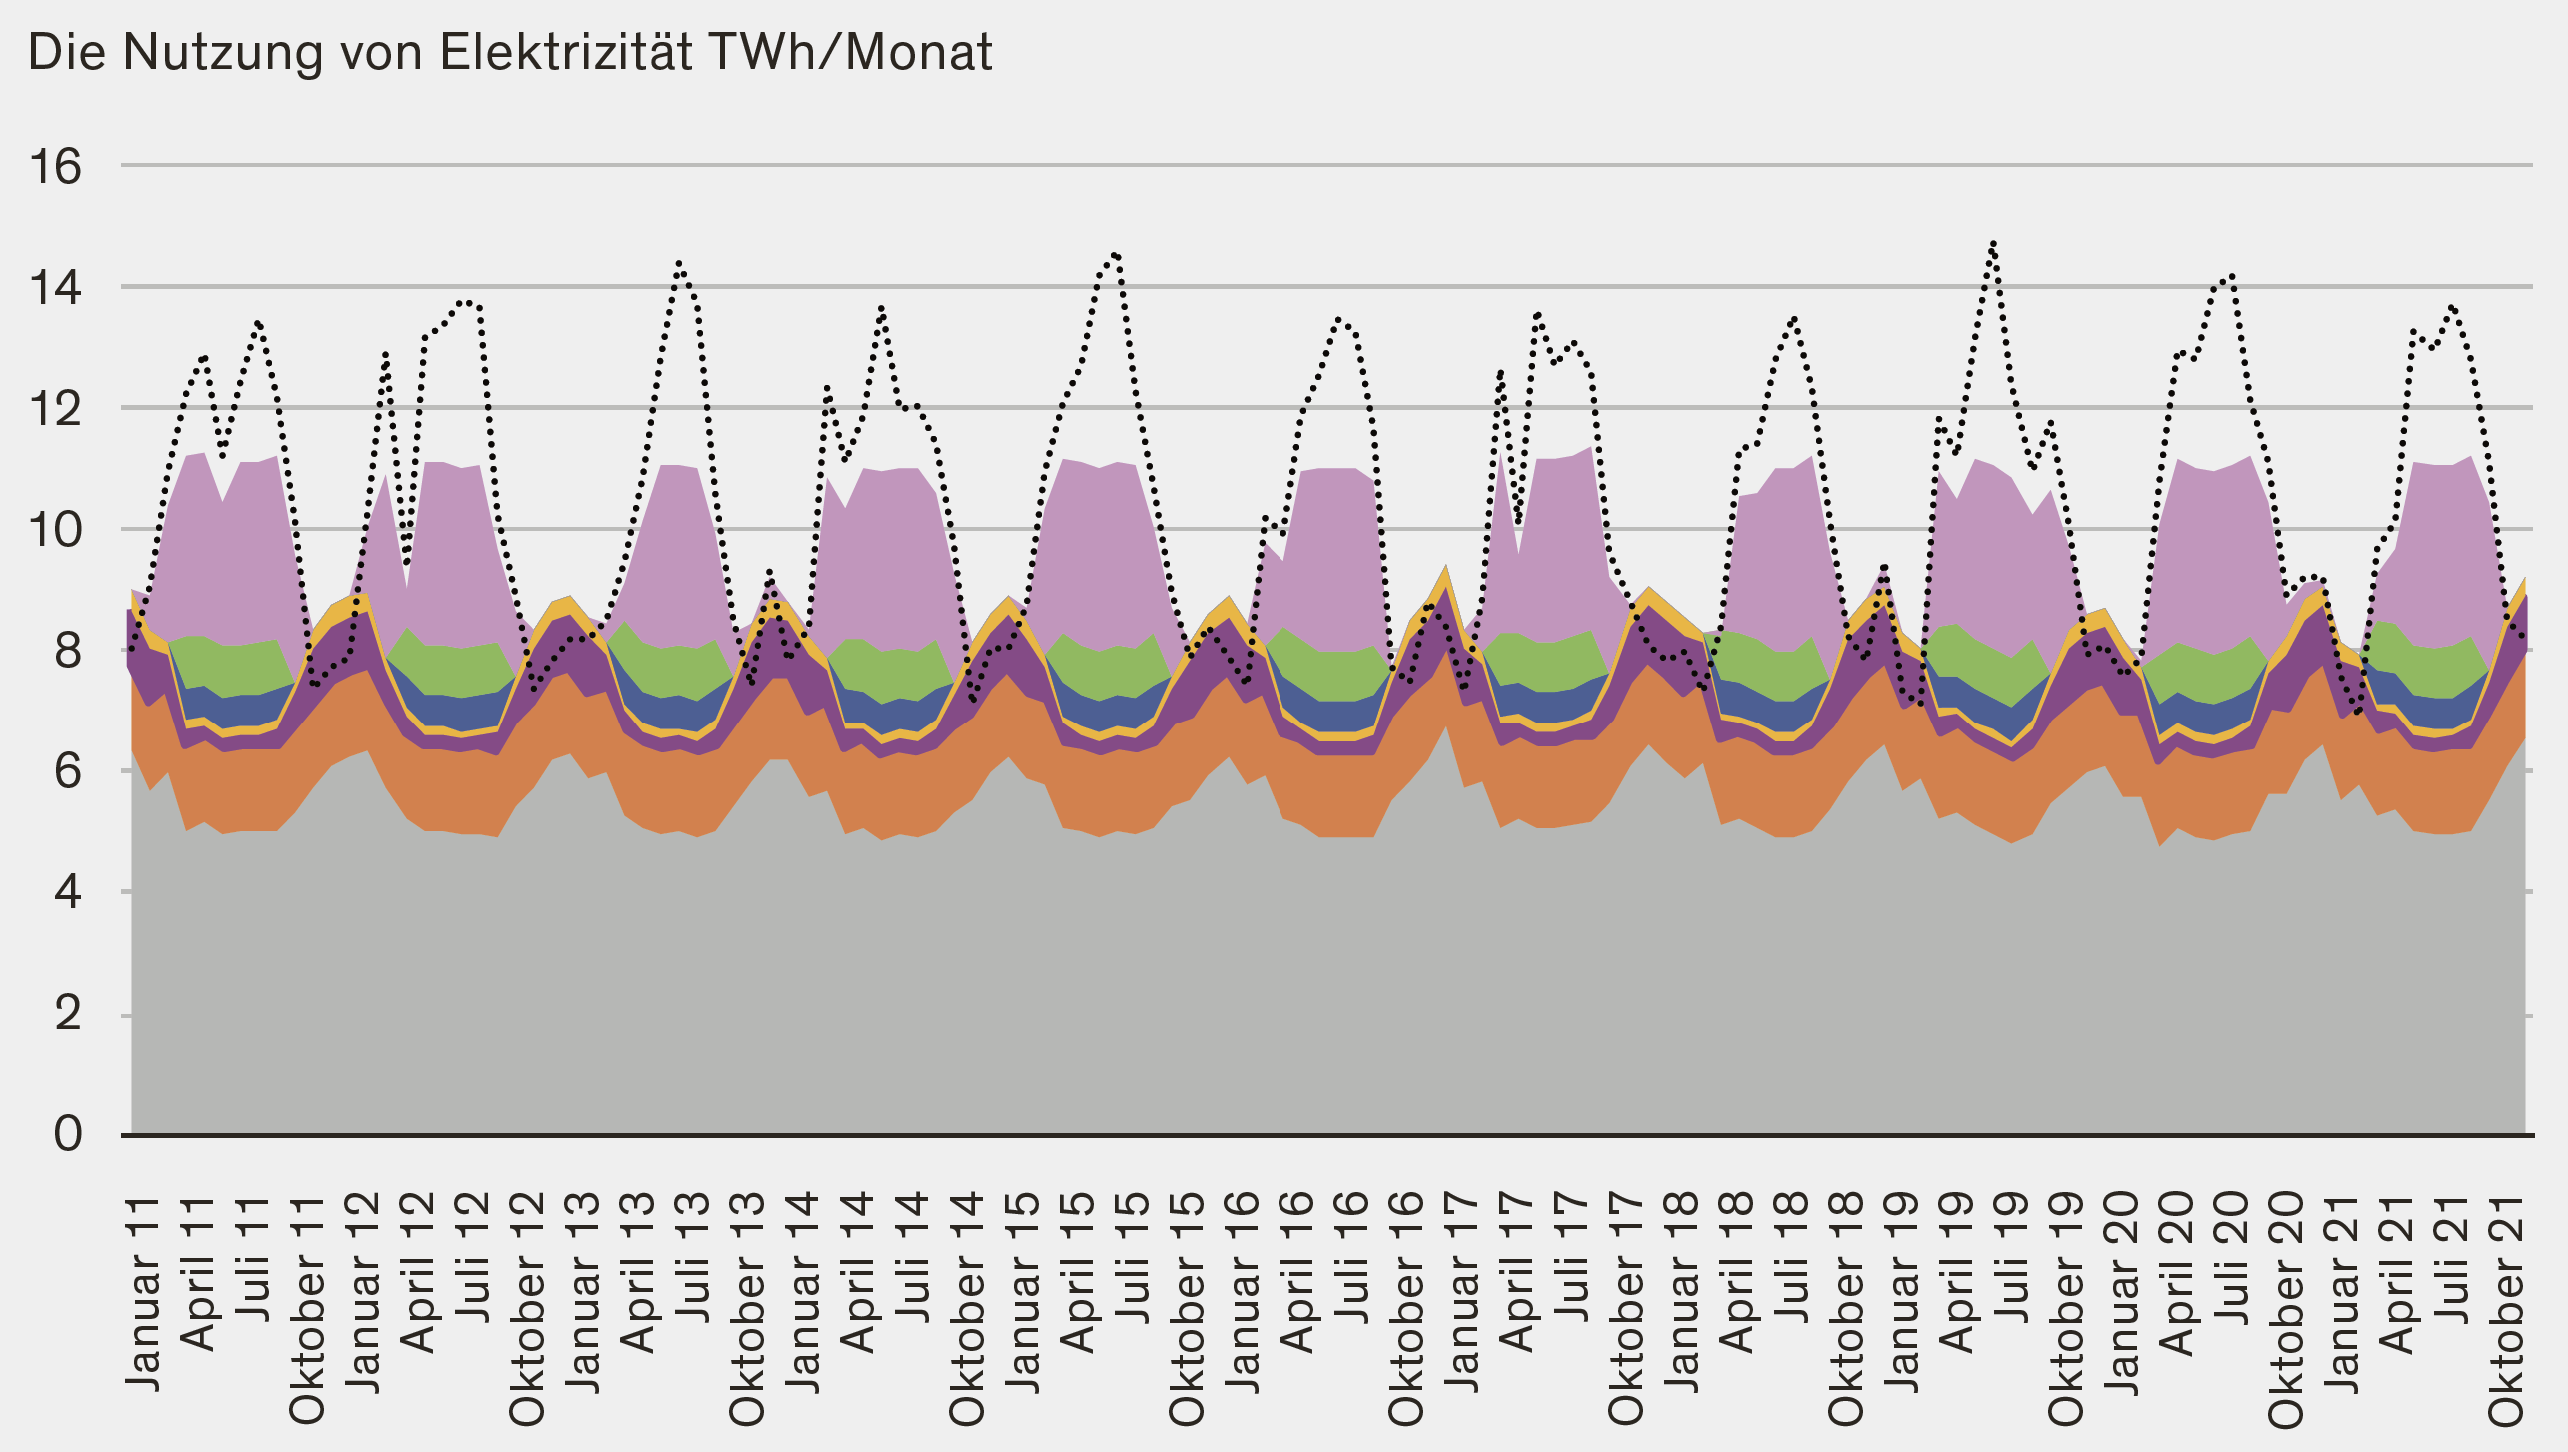 Die Nutzung von Elektrizität TWh/Monat
16
14
12
10
8
6
4
2
0
Januar 11
April 11
Juli 11
Oktober 11
Januar 12
April 12
Juli 12
Oktober 12
Januar 13
April 13
Juli 13
Oktober 13
Januar 14
April 14
Juli 14
Oktober 14
Januar 15
April 15
Juli 15
Oktober 15
Januar 16
April 16
Juli 16
Oktober 16
Januar 17
April 17
Juli 17
Oktober 17
Januar 18
April 18
Juli 18
Oktober 18
Januar 19
April 19
Juli 19
Oktober 19
Januar 20
April 20
Juli 20
Oktober 20
Januar 21
April 21
Juli 21
Oktober 21